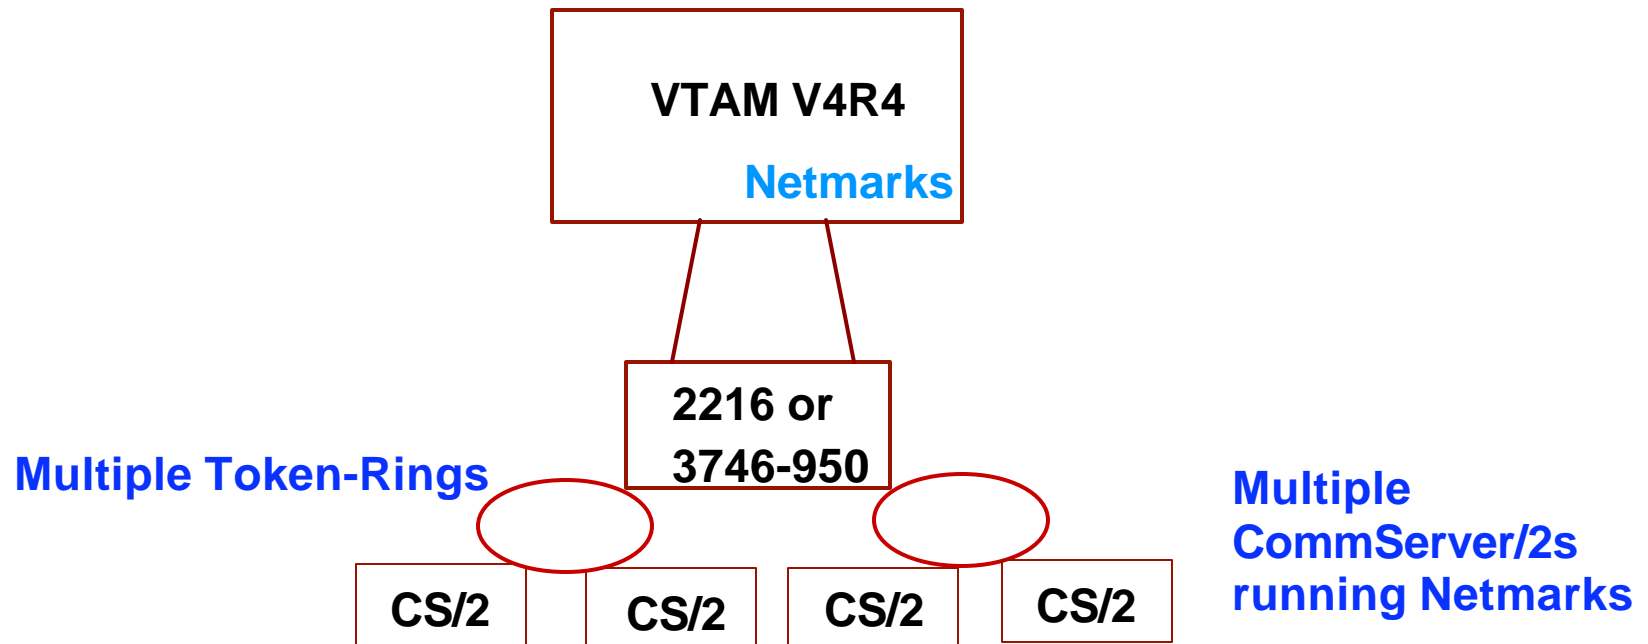 VTAM V4R4
Netmarks
2216 or
3746-950
Multiple Token-Rings
Multiple
CommServer/2s
running Netmarks
CS/2
CS/2
CS/2
CS/2